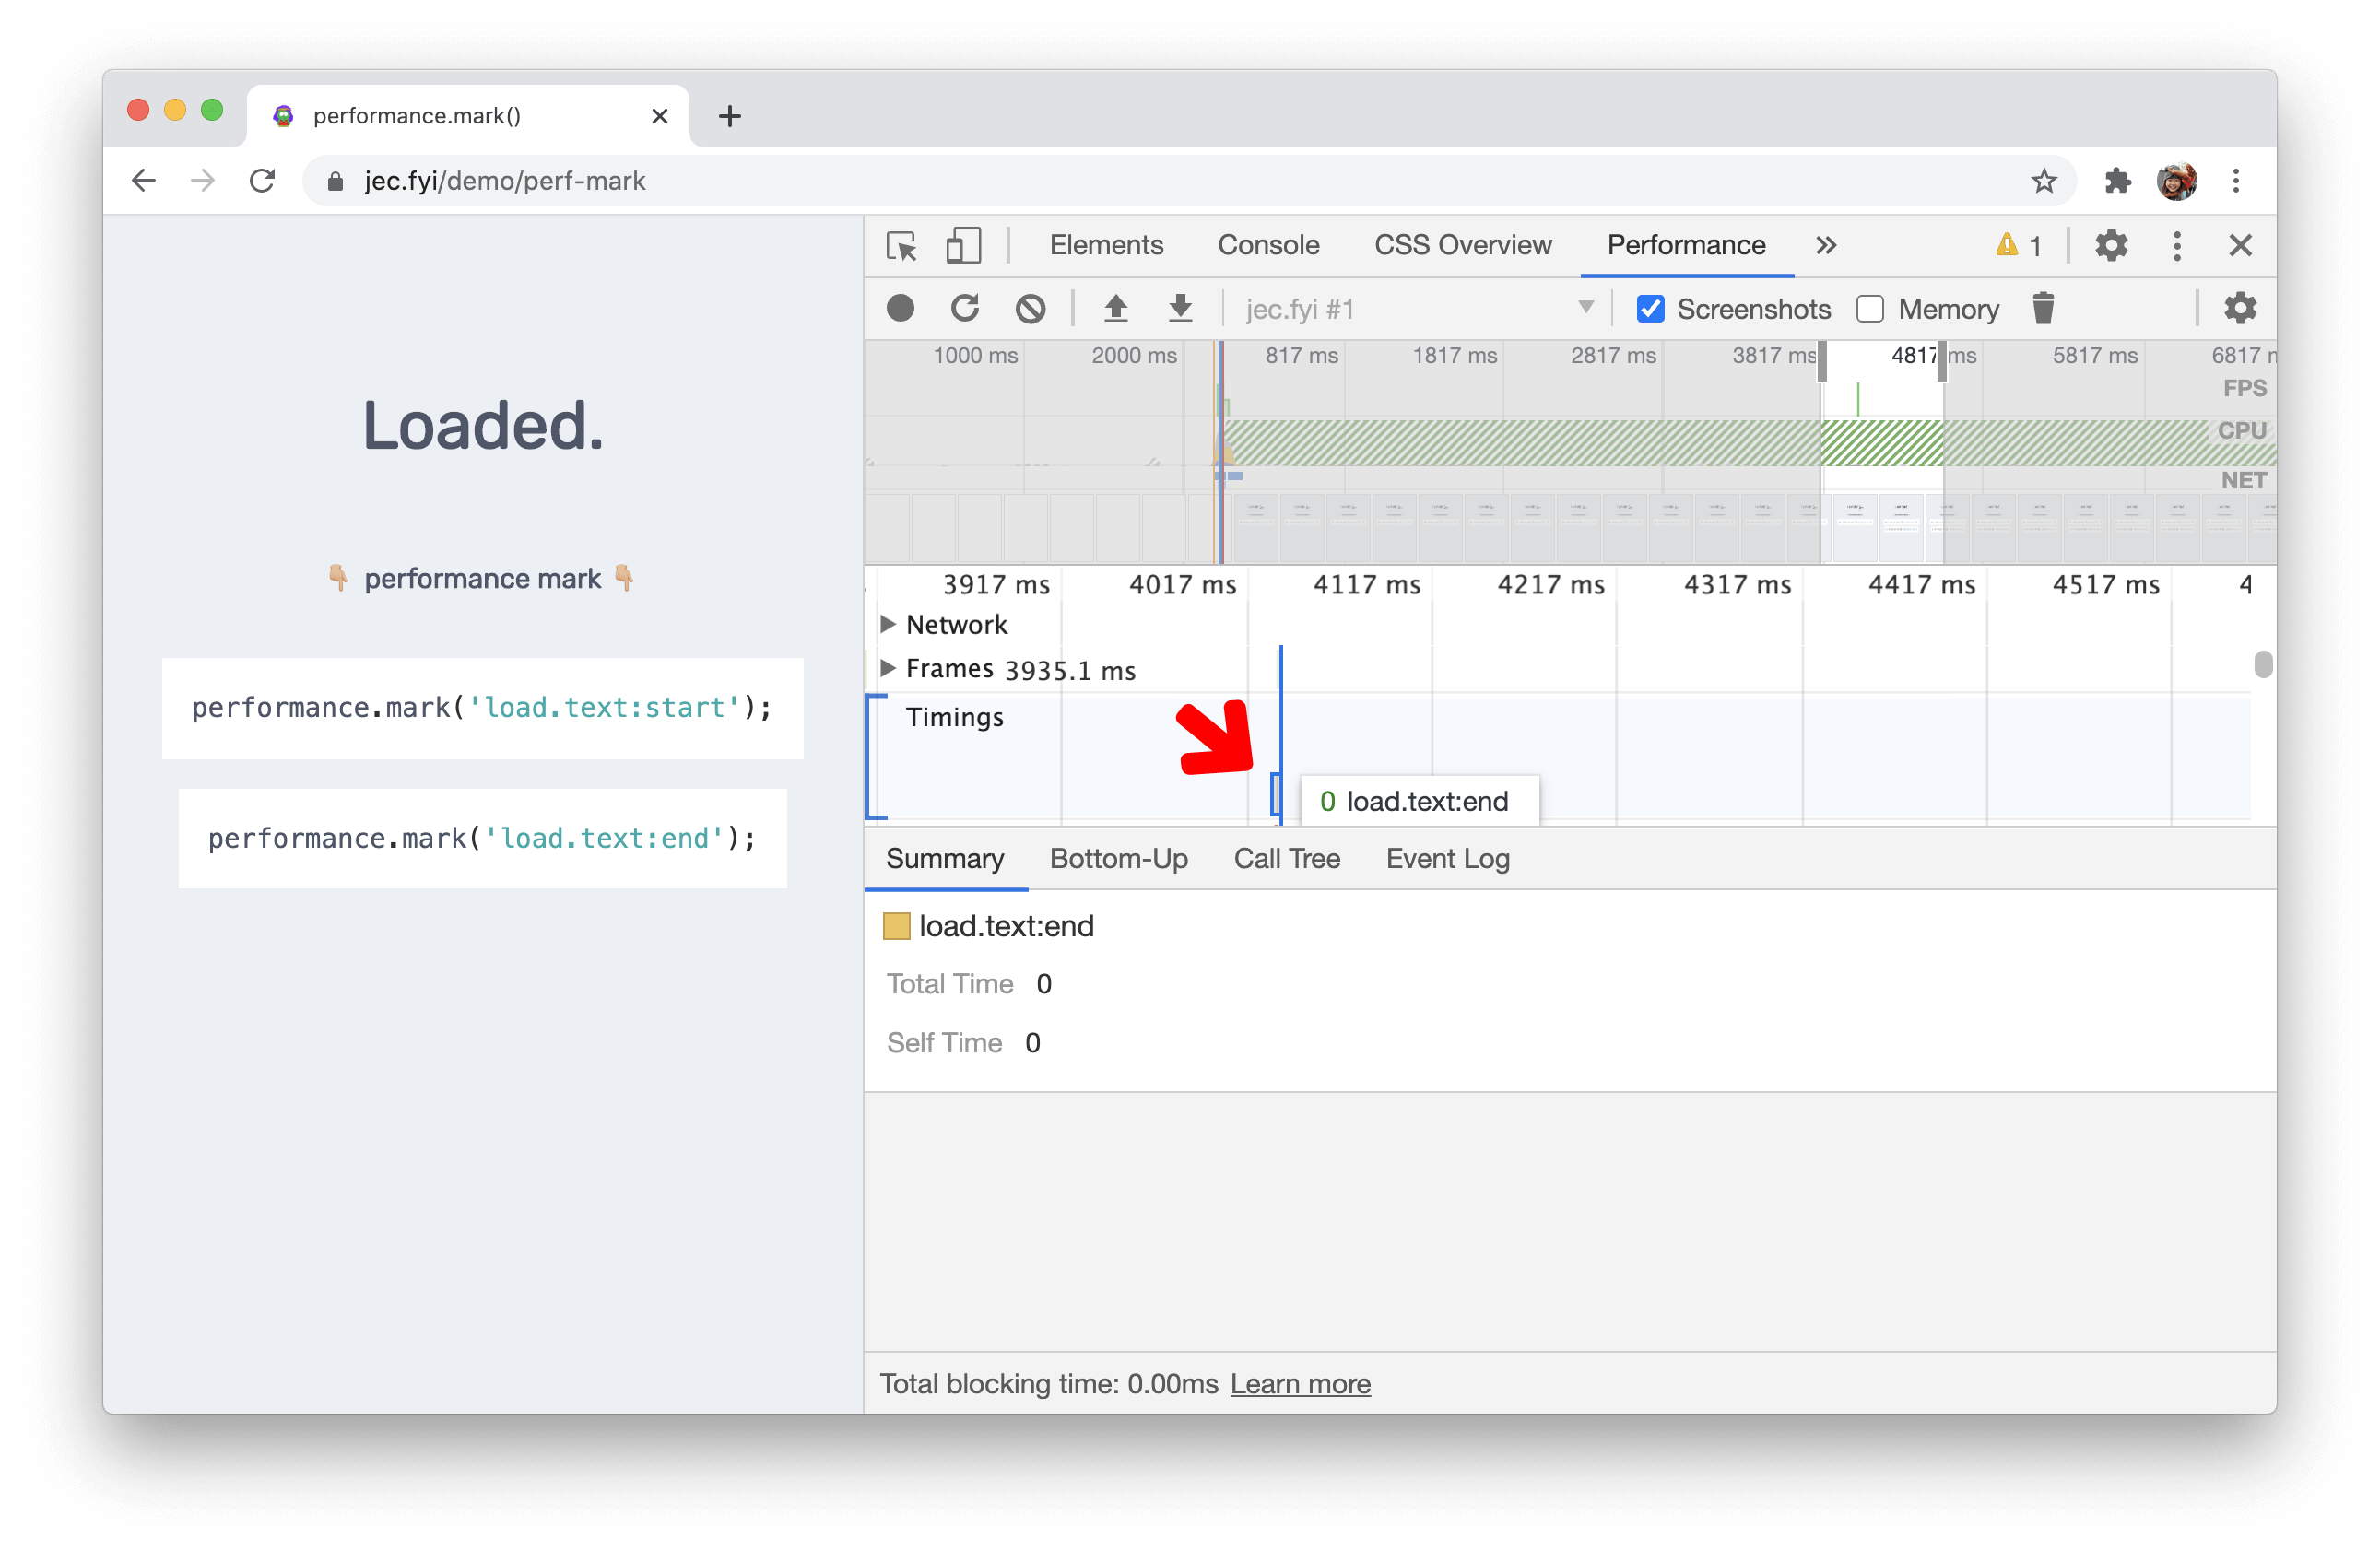 performance.mark()
jec.fyi/demo/perf-mark
Loaded.
performance mark
performance.mark('load.text:start');
performance.mark('load.text:end');
Elements Console CSS Overview Performance 1
jec.fyi #1 Screenshots Memory
1000 ms 2000 ms 817 ms 1817 ms 2817 ms 3817 ms 4817 ms 5817 ms 6817
FPS
CPU
NET
3917 ms 4017 ms 4117 ms 4217 ms 4317 ms 4417 ms 4517 ms 4
Network
Frames 3935.1 ms
Timings
0 load.text:end
Summary Bottom-Up Call Tree Event Log
load.text:end
Total Time 0
Self Time 0
Total blocking time: 0.00ms Learn more